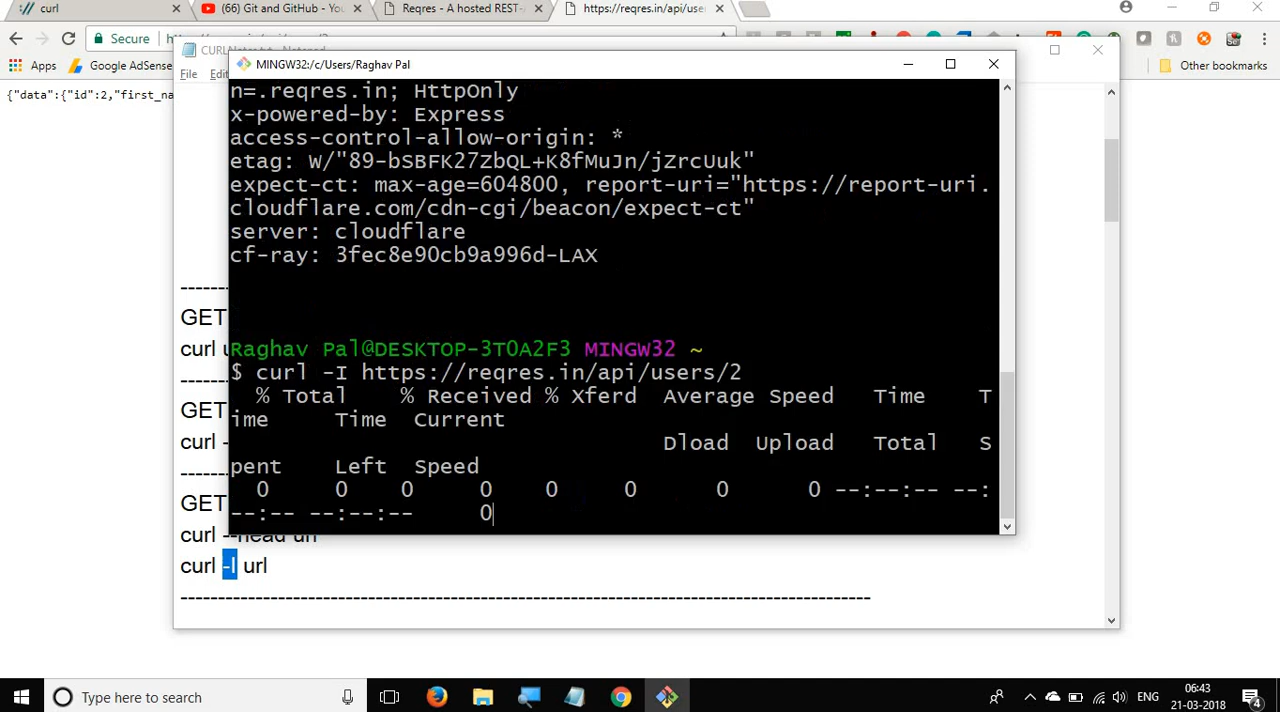 curl
(66) Git and GitHub - You
Reqres - A hosted REST-A
https://reqres.in/api/user
Secure
Apps
Google AdSense
Other bookmarks
CURLNotes.txt - Notepad
File
Edit
MINGW32:/c/Users/Raghav Pal
{"data":{"id":2,"first_na
n=.reqres.in; HttpOnly
x-powered-by: Express
access-control-allow-origin: *
etag: W/"89-bSBFK27ZbQL+K8fMuJn/jZrcUuk"
expect-ct: max-age=604800, report-uri="https://report-uri.
cloudflare.com/cdn-cgi/beacon/expect-ct"
server: cloudflare
cf-ray: 3fec8e90cb9a996d-LAX
Raghav Pal@DESKTOP-3TOA2F3 MINGW32 ~
$ curl -I https://reqres.in/api/users/2
% Total % Received % Xferd Average Speed Time T
ime Time Current
Dload Upload Total S
pent Left Speed
0 0 0 0 0 0 0 0 --:--:-- --:
--:-- --:--:-- 0
GET
curl u
GET
curl -
GET
curl --head url
curl -I url
Type here to search
ENG
06:43
21-03-2018
4